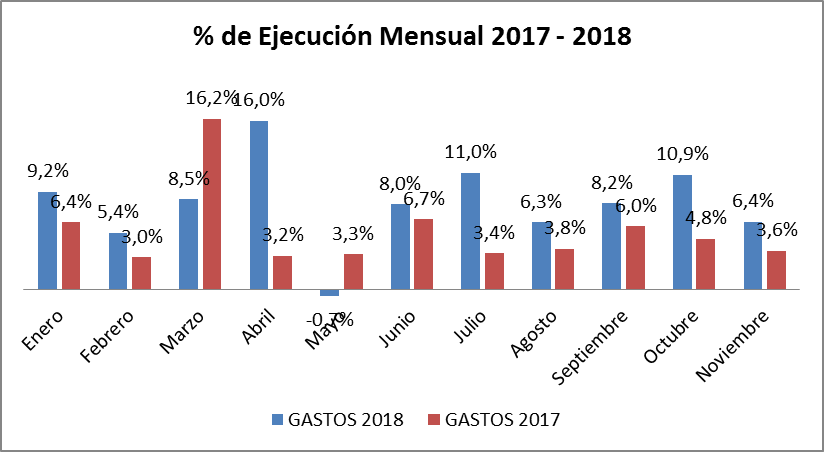 % de Ejecución Mensual 2017 - 2018
9,2%
6,4%
5,4%
3,0%
8,5%
16,2%
16,0%
3,2%
-0,7%
3,3%
8,0%
6,7%
11,0%
3,4%
6,3%
3,8%
8,2%
6,0%
10,9%
4,8%
6,4%
3,6%
Enero
Febrero
Marzo
Abril
Mayo
Junio
Julio
Agosto
Septiembre
Octubre
Noviembre
GASTOS 2018
GASTOS 2017